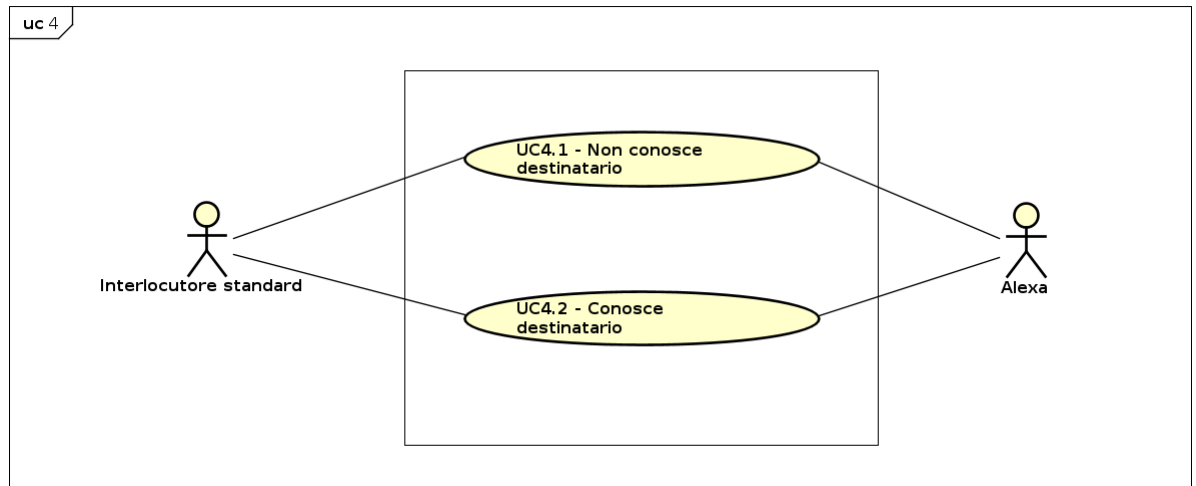 uc 4
UC4.1 - Non conosce
destinatario
Interlocutore standard
Alexa
UC4.2 - Conosce
destinatario